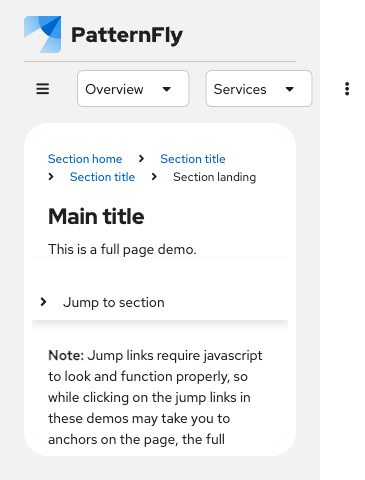 PatternFly
Overview Services
Section home Section title
Section title Section landing
Main title
This is a full page demo.
Jump to section
Note: Jump links require javascript
to look and function properly, so
while clicking on the jump links in
these demos may take you to
anchors on the page, the full